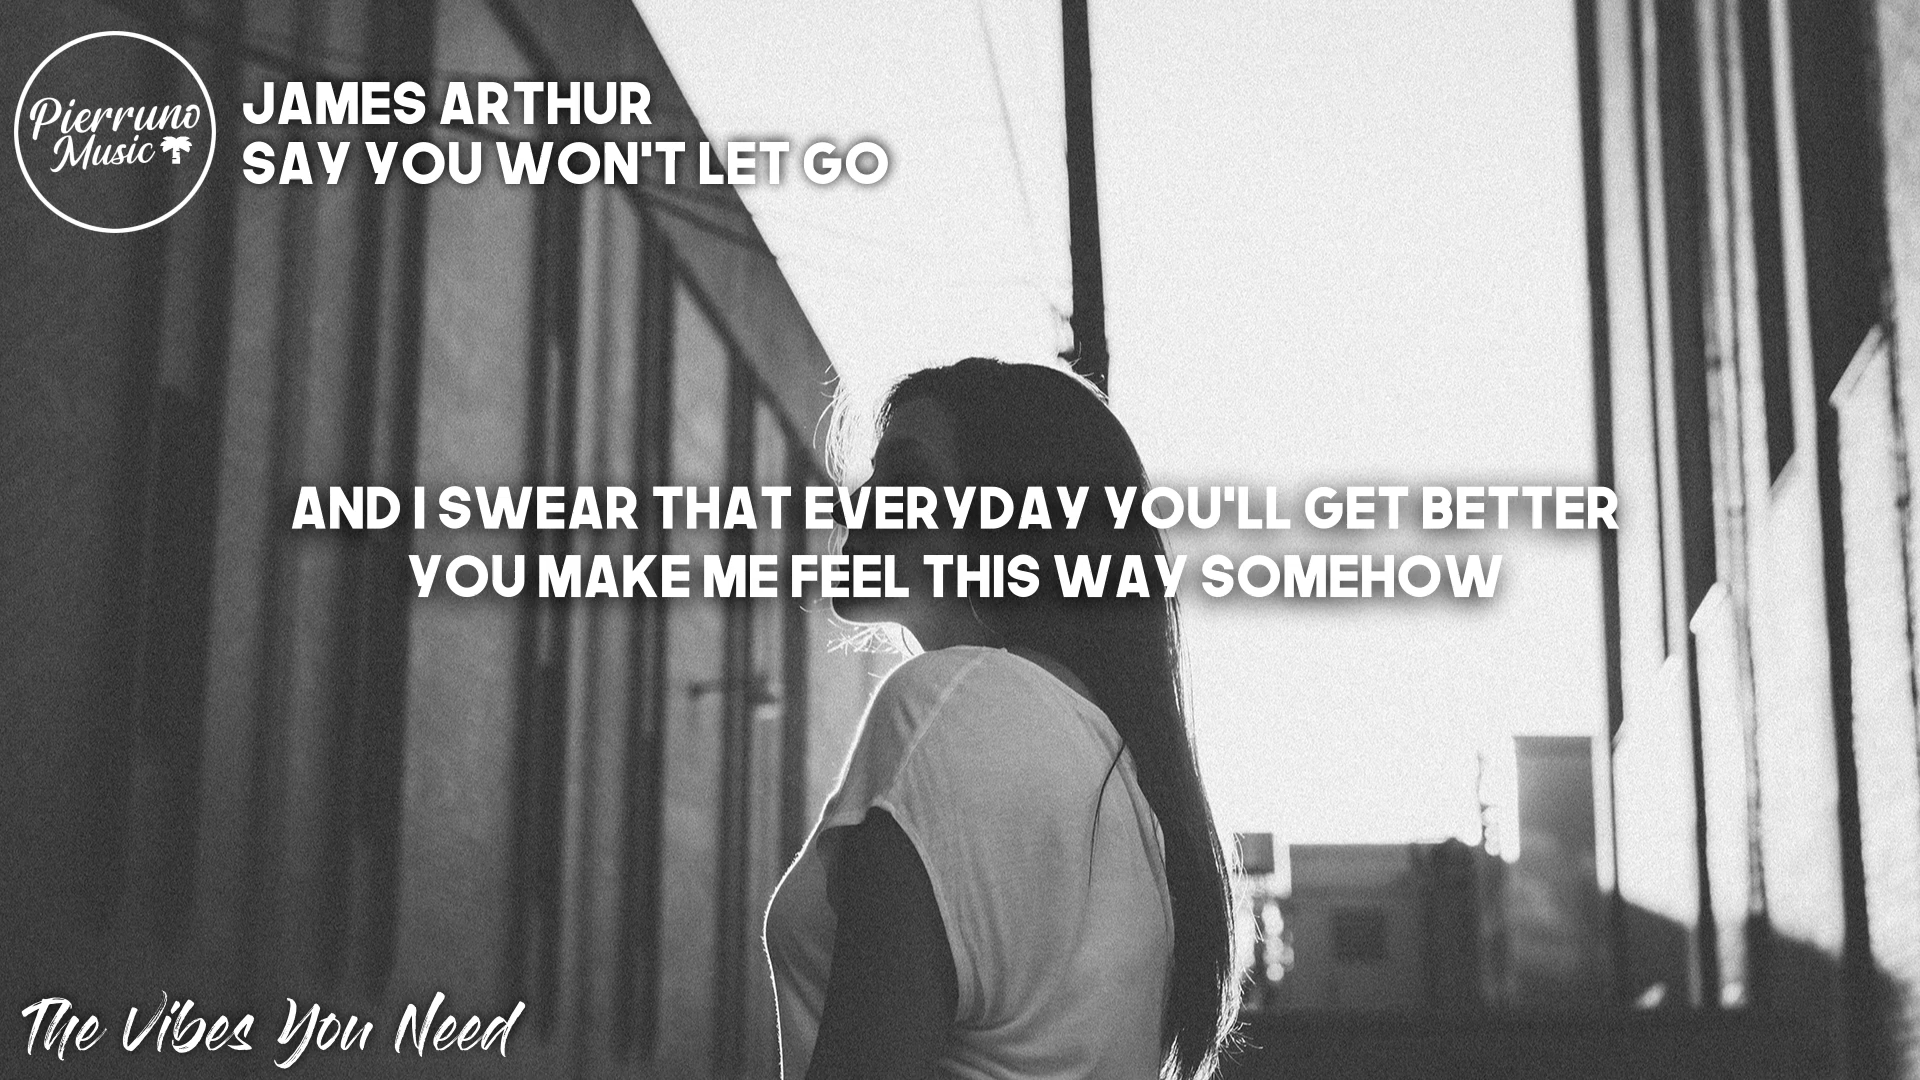 Pierruno
Music
JAMES ARTHUR
SAY YOU WON'T LET GO
AND I SWEAR THAT EVERYDAY YOU'LL GET BETTER
YOU MAKE ME FEEL THIS WAY SOMEHOW
The Vibes You Need